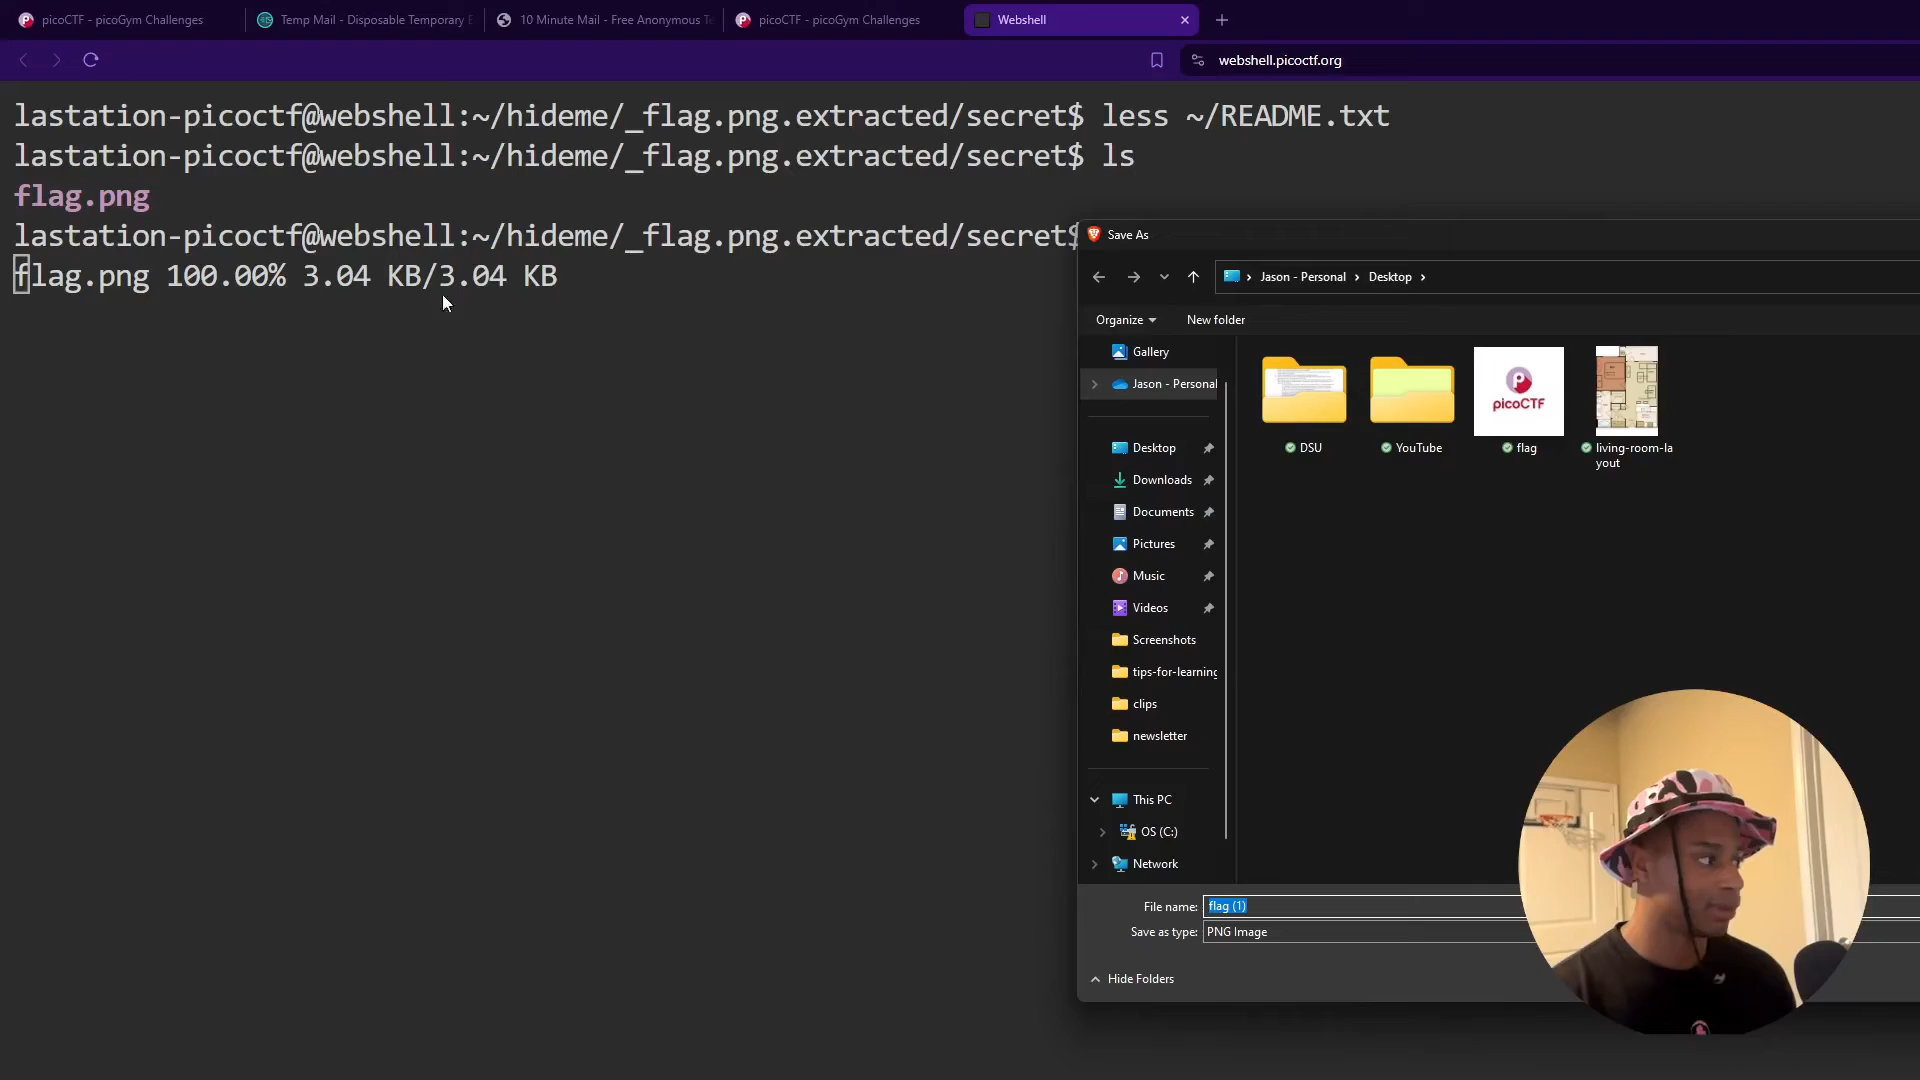 picoCTF - picoGym Challenges
Temp Mail - Disposable Temporary E
10 Minute Mail - Free Anonymous Te
picoCTF - picoGym Challenges
Webshell
webshell.picoctf.org
lastation-picoctf@webshell:~/hideme/_flag.png.extracted/secret$ less ~/README.txt
lastation-picoctf@webshell:~/hideme/_flag.png.extracted/secret$ ls
flag.png
lastation-picoctf@webshell:~/hideme/_flag.png.extracted/secret$
flag.png 100.00% 3.04 KB/3.04 KB
Save As
Jason - Personal
Desktop
Organize
New folder
Gallery
Jason - Personal
Desktop
Downloads
Documents
Pictures
Music
Videos
Screenshots
tips-for-learning
clips
newsletter
This PC
OS (C:)
Network
picoCTF
DSU
YouTube
flag
living-room-la
yout
File name:
flag (1)
Save as type:
PNG Image
Hide Folders